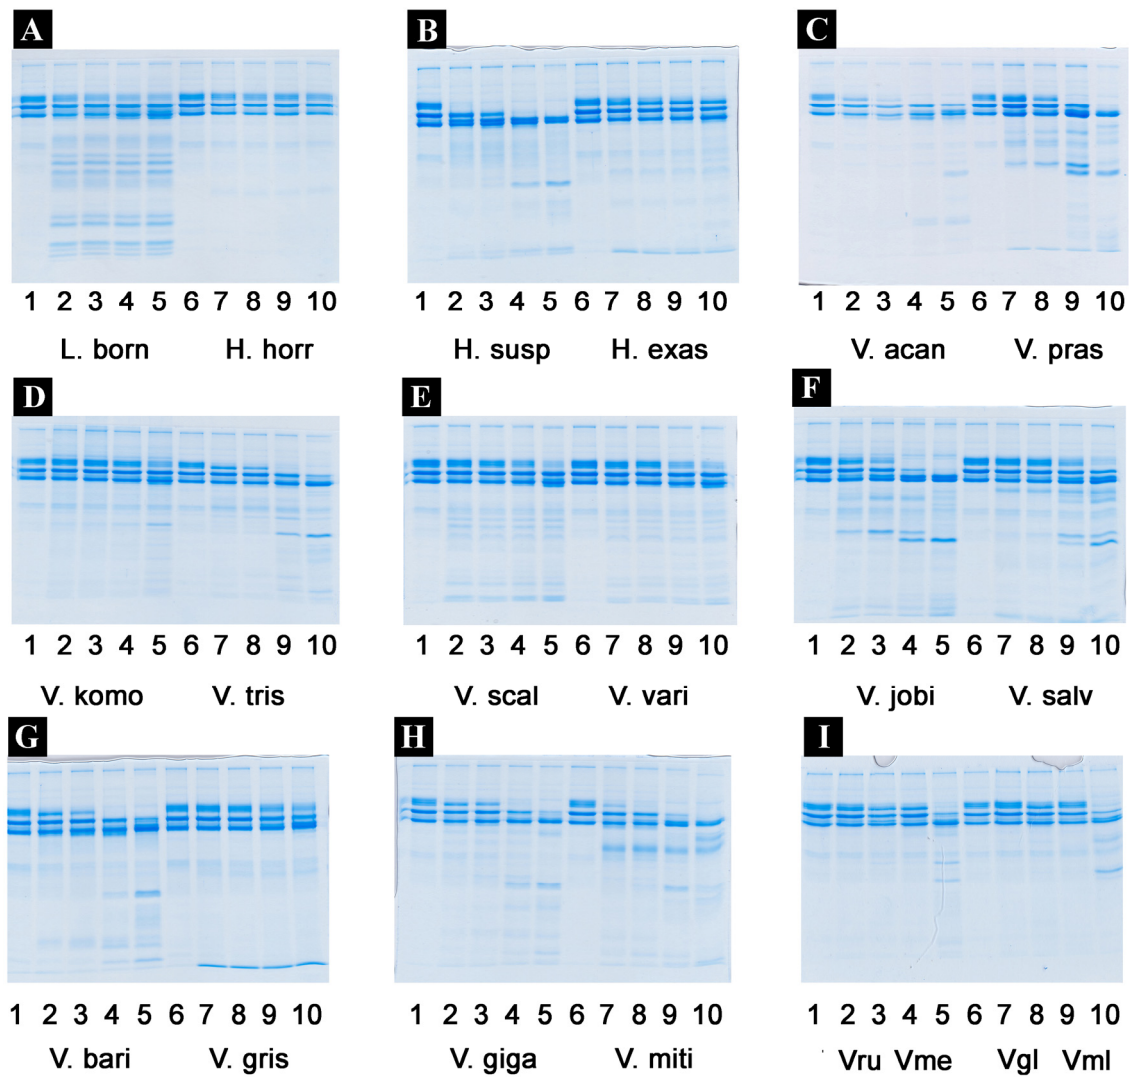 A B C
1 2 3 4 5 6 7 8 9 10 1 2 3 4 5 6 7 8 9 10 1 2 3 4 5 6 7 8 9 10
L. born H. horr H. susp H. exas V. acan V. pras
D E F
1 2 3 4 5 6 7 8 9 10 1 2 3 4 5 6 7 8 9 10 1 2 3 4 5 6 7 8 9 10
V. komo V. tris V. scal V. vari V. jobi V. salv
G H I
1 2 3 4 5 6 7 8 9 10 1 2 3 4 5 6 7 8 9 10 1 2 3 4 5 6 7 8 9 10
V. bari V. gris V. giga V. miti Vru Vme Vgl Vml